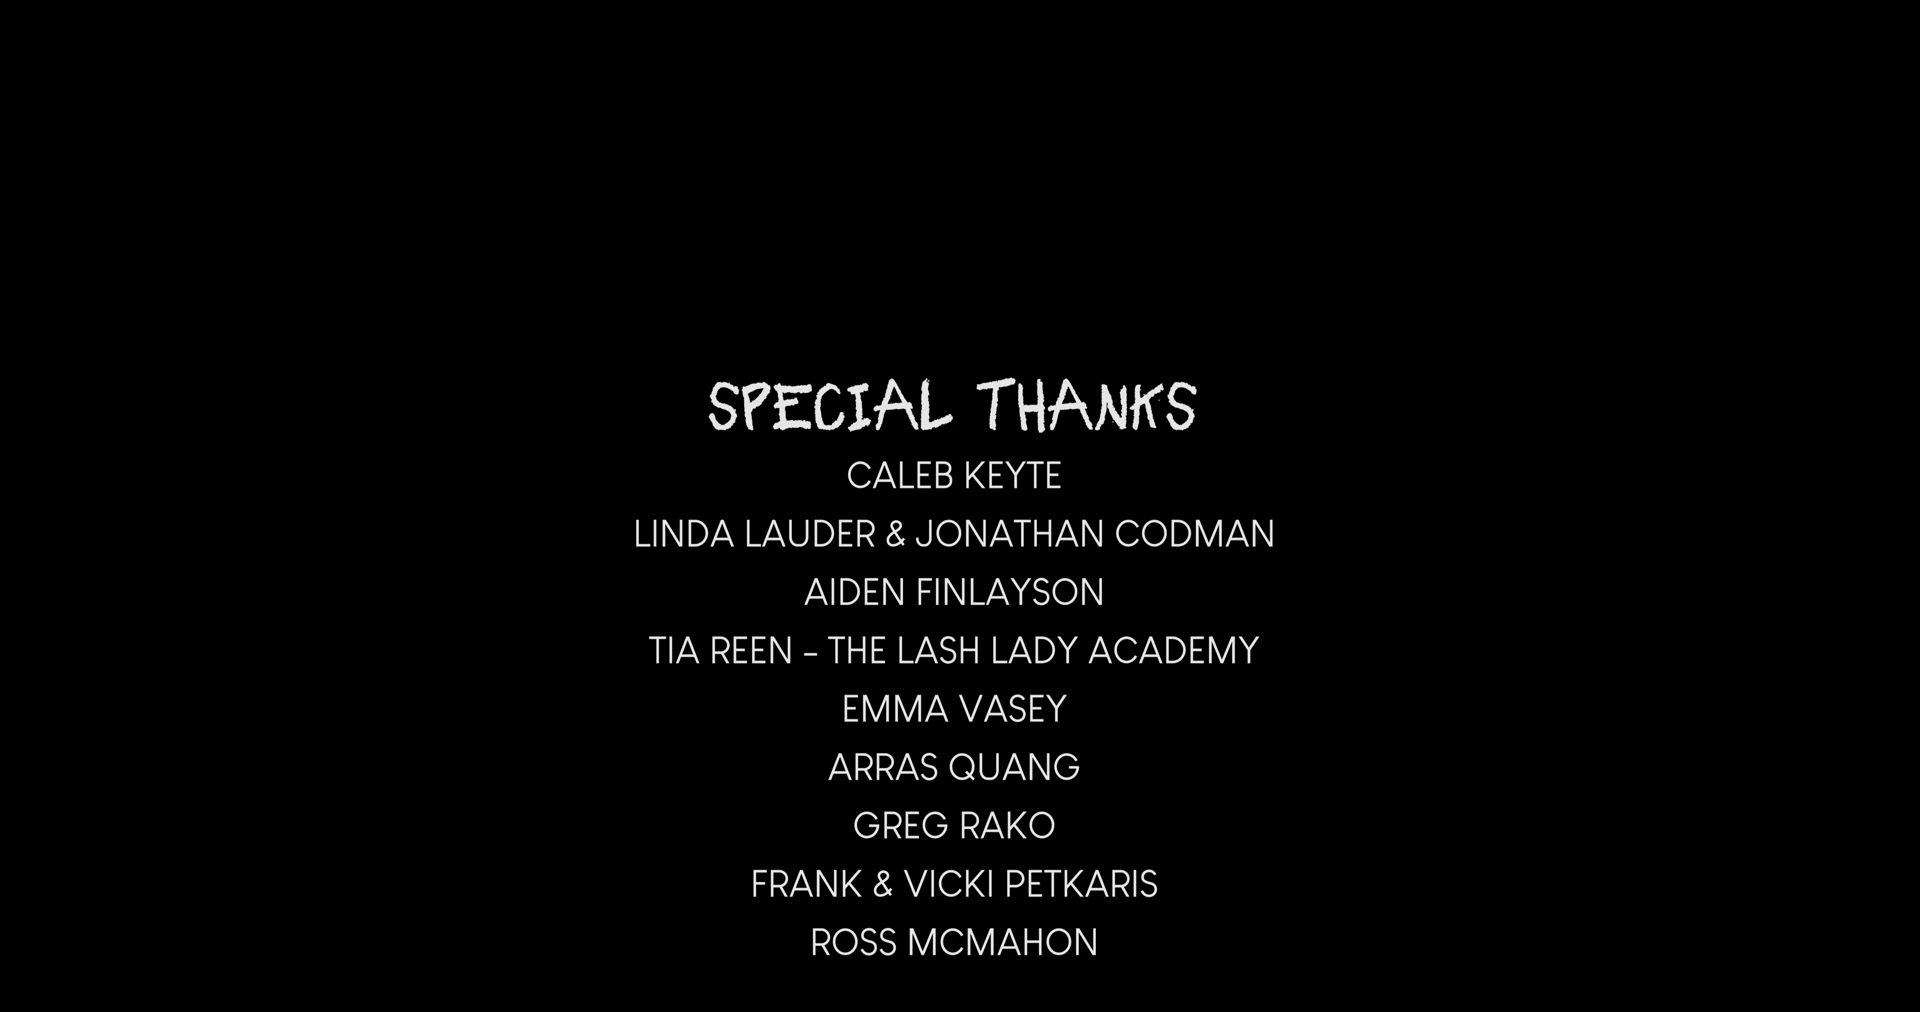 SPECIAL THANKS
CALEB KEYTE
LINDA LAUDER & JONATHAN CODMAN
AIDEN FINLAYSON
TIA REEN – THE LASH LADY ACADEMY
EMMA VASEY
ARRAS QUANG
GREG RAKO
FRANK & VICKI PETKARIS
ROSS MCMAHON